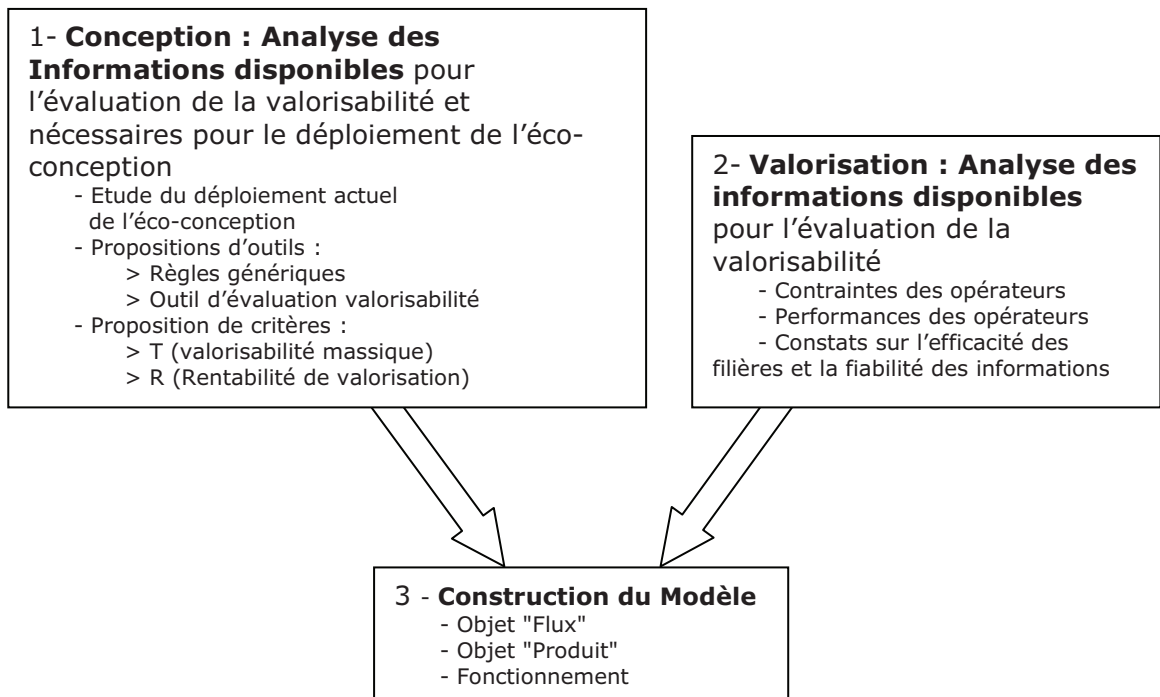 1- Conception : Analyse des
Informations disponibles pour
l’évaluation de la valorisabilité et
nécessaires pour le déploiement de l’éco-
conception
- Etude du déploiement actuel
de l’éco-conception
- Propositions d’outils :
> Règles génériques
> Outil d’évaluation valorisabilité
- Proposition de critères :
> T (valorisabilité massique)
> R (Rentabilité de valorisation)
2- Valorisation : Analyse des
informations disponibles
pour l’évaluation de la
valorisabilité
- Contraintes des opérateurs
- Performances des opérateurs
- Constats sur l’efficacité des
filières et la fiabilité des informations
3 - Construction du Modèle
- Objet "Flux"
- Objet "Produit"
- Fonctionnement